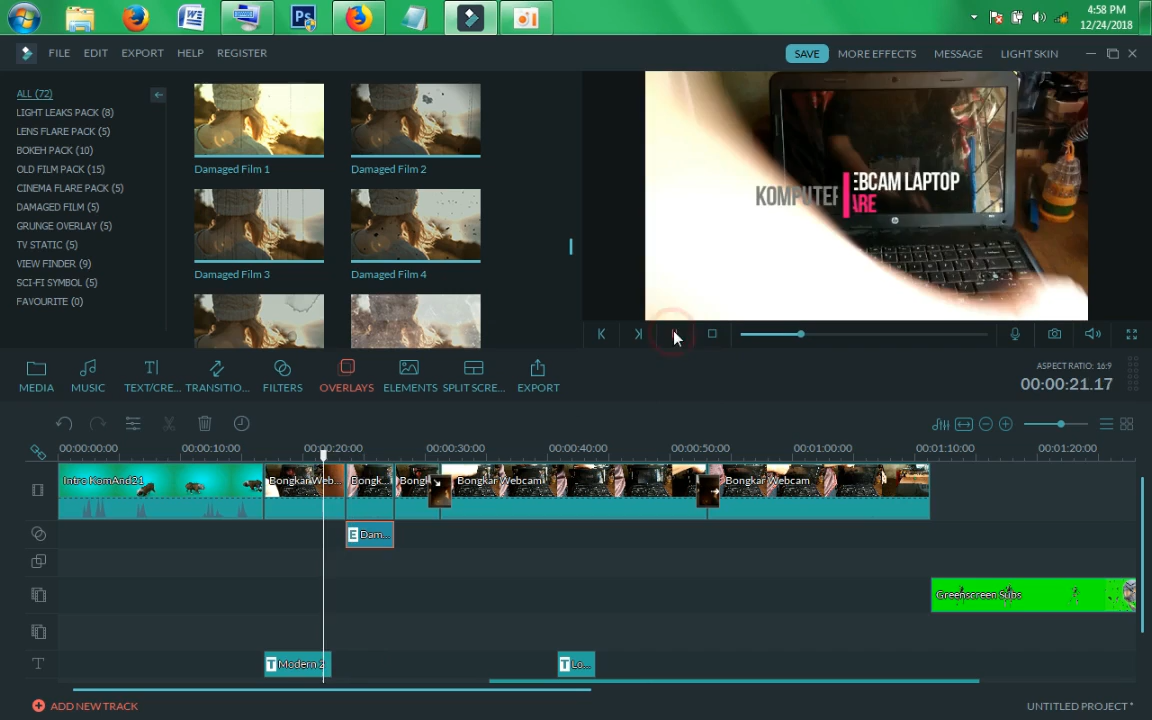 4:58 PM
12/24/2018
FILE EDIT EXPORT HELP REGISTER
SAVE MORE EFFECTS MESSAGE LIGHT SKIN
ALL (72)
LIGHT LEAKS PACK (8)
LENS FLARE PACK (5)
BOKEH PACK (10)
OLD FILM PACK (15)
CINEMA FLARE PACK (5)
DAMAGED FILM (5)
GRUNGE OVERLAY (5)
TV STATIC (5)
VIEW FINDER (9)
SCI-FI SYMBOL (5)
FAVOURITE (0)
Damaged Film 1
Damaged Film 2
Damaged Film 3
Damaged Film 4
EBCAM LAPTOP
KOMPUTER
ARE
MEDIA MUSIC TEXT/CRE... TRANSITIO... FILTERS OVERLAYS ELEMENTS SPLIT SCRE... EXPORT
ASPECT RATIO: 16:9
00:00:21.17
00:00:00:00 00:00:10:00 00:00:20:00 00:00:30:00 00:00:40:00 00:00:50:00 00:01:00:00 00:01:10:00 00:01:20:00
Intro KomAnd21 Bongkar Web... Bongk... Bongk Bongkar Webcam Bongkar Webcam
E Dam...
Greenscreen Subs
T Modern 2 T Lo...
ADD NEW TRACK
UNTITLED PROJECT *